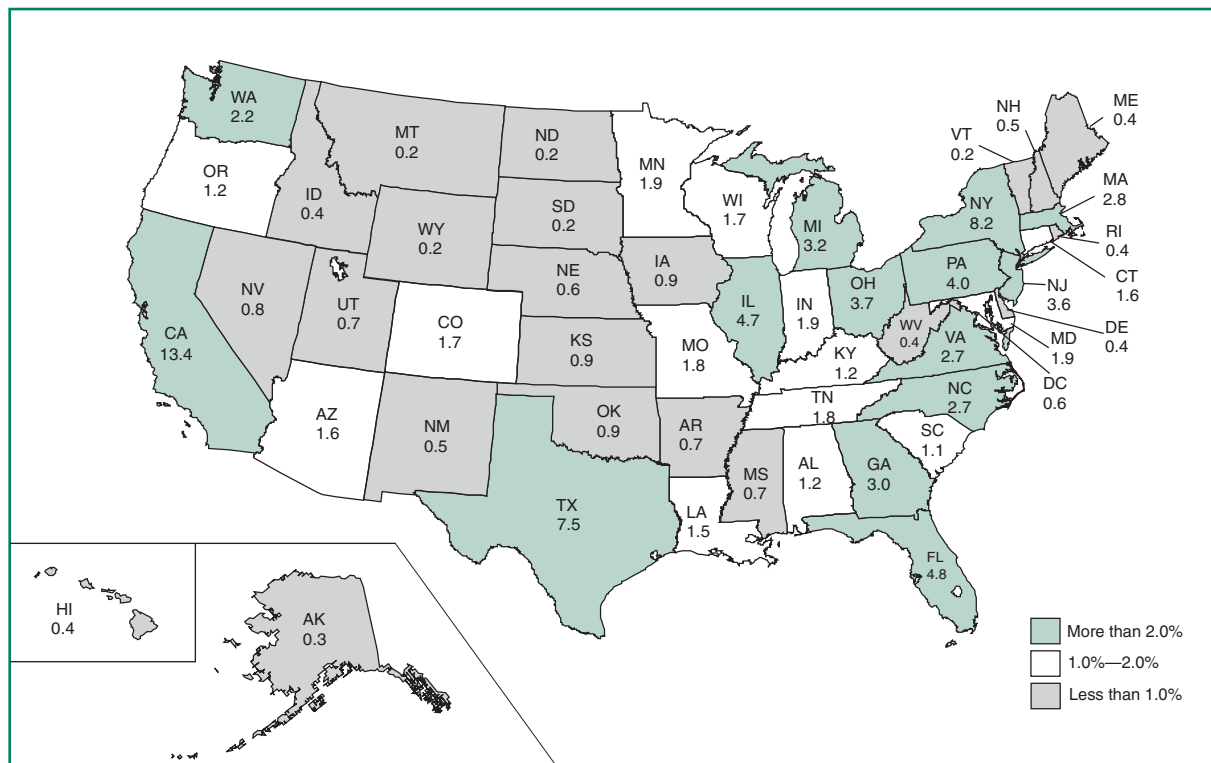 WA
2.2
OR
1.2
CA
13.4
NV
0.8
ID
0.4
MT
0.2
WY
0.2
UT
0.7
CO
1.7
AZ
1.6
NM
0.5
ND
0.2
SD
0.2
NE
0.6
KS
0.9
OK
0.9
TX
7.5
MN
1.9
IA
0.9
MO
1.8
AR
0.7
LA
1.5
WI
1.7
IL
4.7
MI
3.2
IN
1.9
OH
3.7
KY
1.2
TN
1.8
MS
0.7
AL
1.2
GA
3.0
FL
4.8
SC
1.1
NC
2.7
VA
2.7
WV
0.4
PA
4.0
NY
8.2
VT
0.2
NH
0.5
ME
0.4
MA
2.8
RI
0.4
CT
1.6
NJ
3.6
DE
0.4
MD
1.9
DC
0.6
HI
0.4
AK
0.3
More than 2.0%
1.0%—2.0%
Less than 1.0%